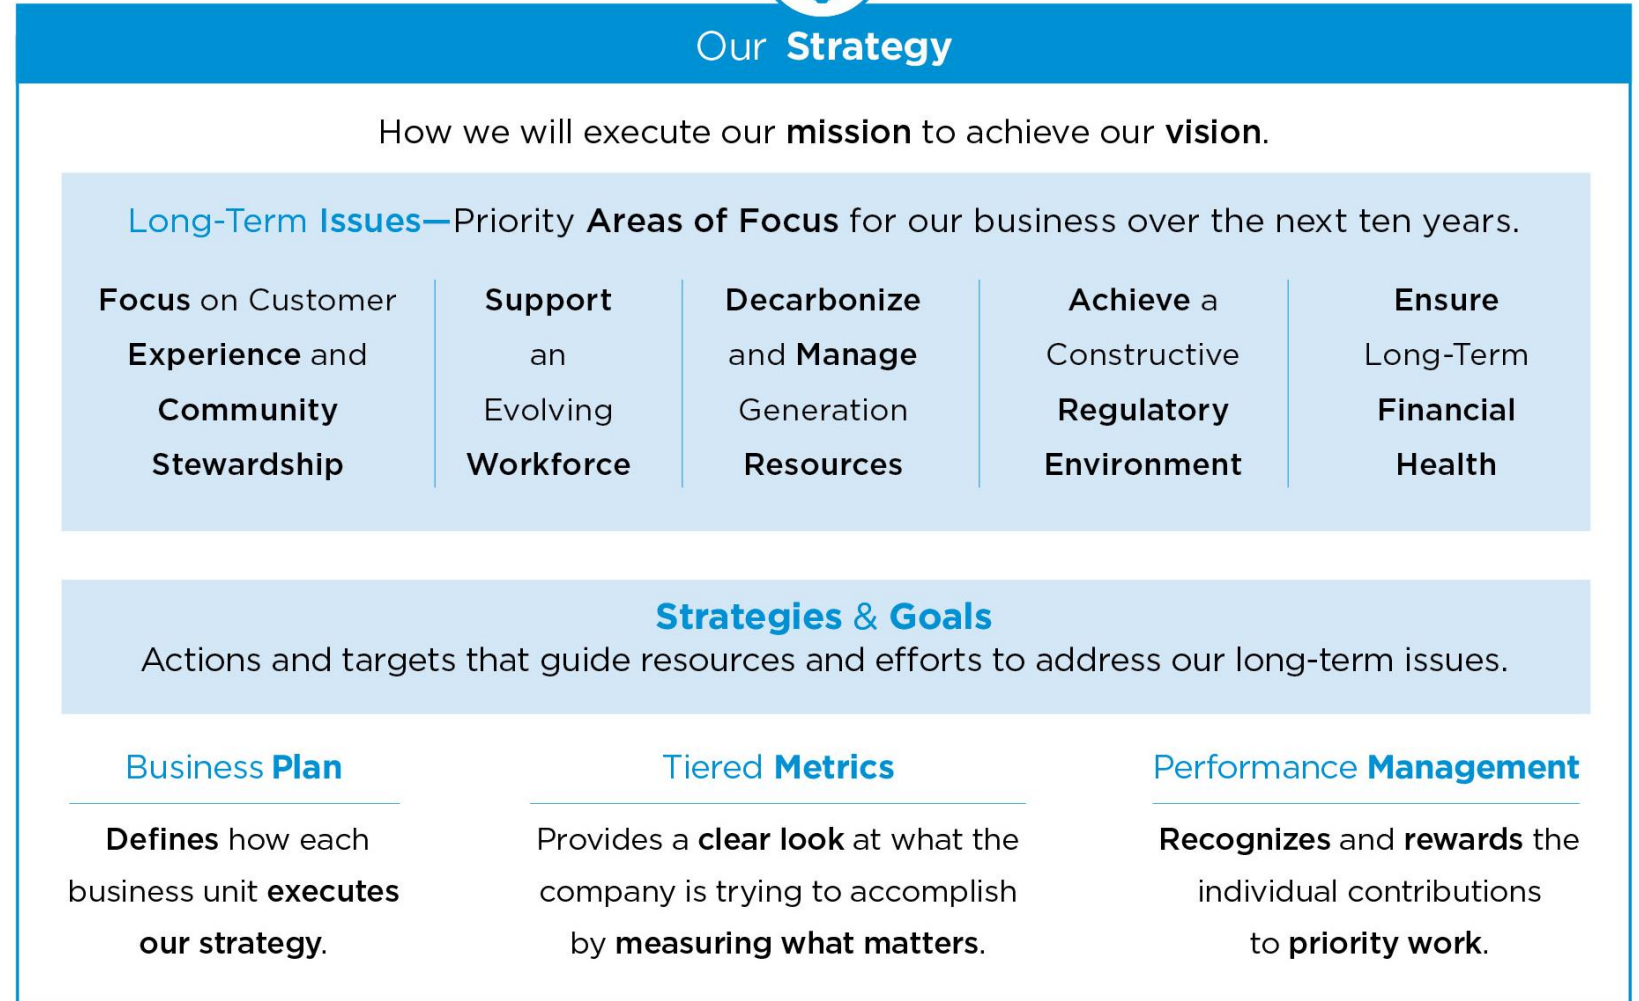 Our Strategy
How we will execute our mission to achieve our vision.
Long-Term Issues—Priority Areas of Focus for our business over the next ten years.
Focus on Customer
Experience and
Community
Stewardship
Support
an
Evolving
Workforce
Decarbonize
and Manage
Generation
Resources
Achieve a
Constructive
Regulatory
Environment
Ensure
Long-Term
Financial
Health
Strategies & Goals
Actions and targets that guide resources and efforts to address our long-term issues.
Business Plan
Defines how each
business unit executes
our strategy.
Tiered Metrics
Provides a clear look at what the
company is trying to accomplish
by measuring what matters.
Performance Management
Recognizes and rewards the
individual contributions
to priority work.